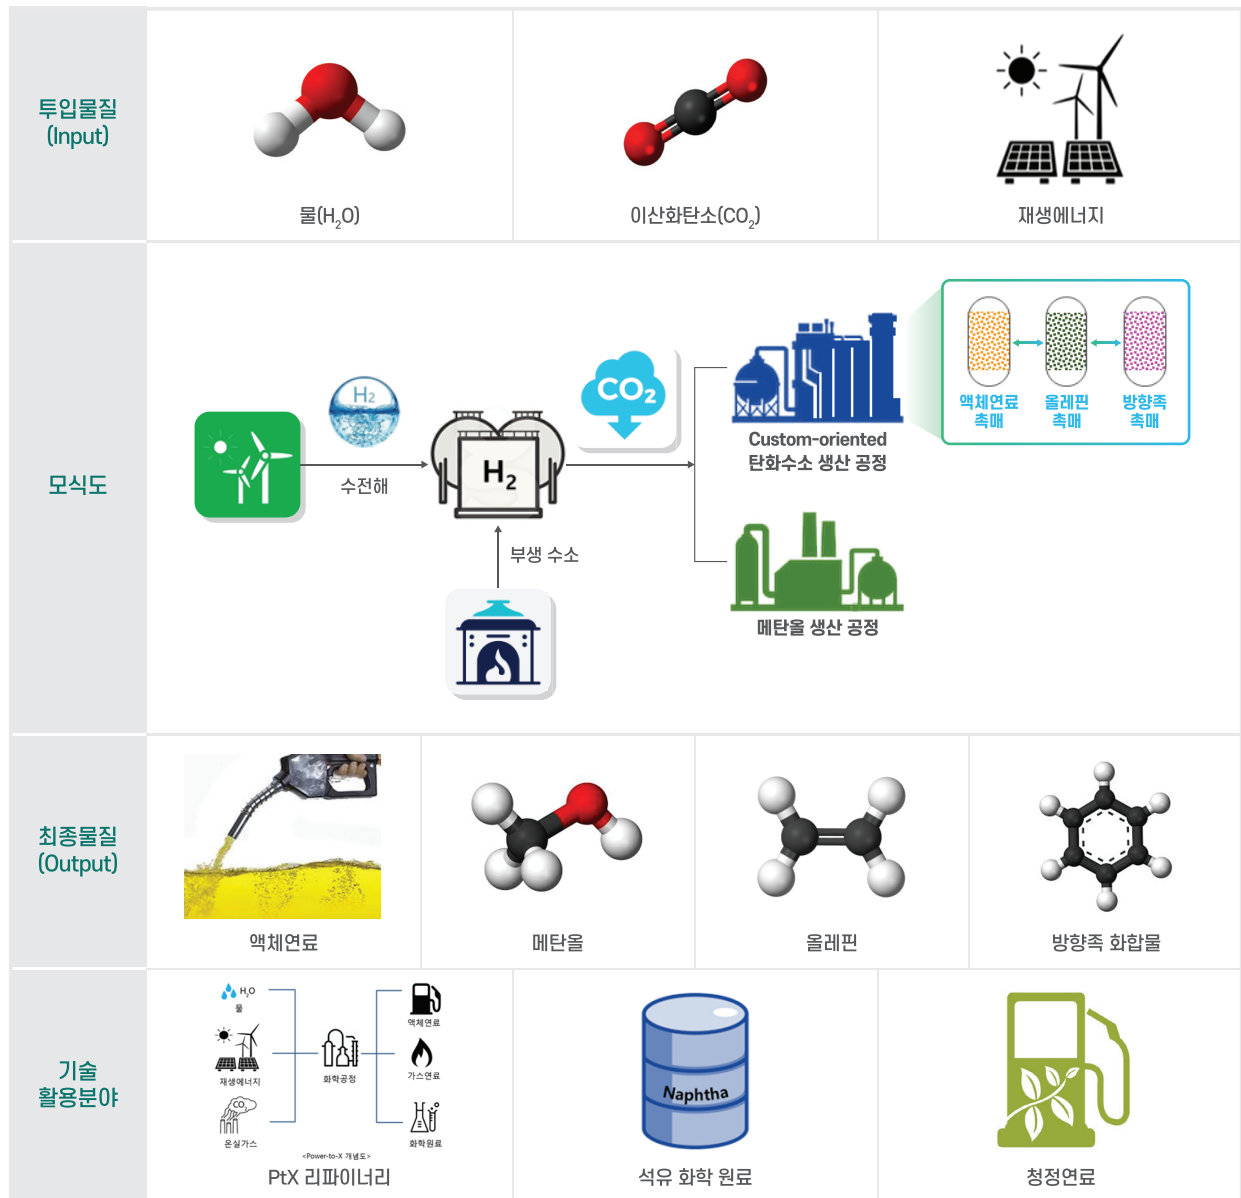 투입물질
(Input)
물(H₂O)
이산화탄소(CO₂)
재생에너지
모식도
H₂
수전해
H₂
부생 수소
CO₂
Custom-oriented
탄화수소 생산 공정
액체연료
촉매
올레핀
촉매
방향족
촉매
메탄올 생산 공정
최종물질
(Output)
액체연료
메탄올
올레핀
방향족 화합물
기술
활용분야
H₂O
물
재생에너지
CO₂
온실가스
화학공정
액체연료
가스연료
화학원료
<Power-to-X 개념도>
PtX 리파이너리
Naphtha
석유 화학 원료
청정연료